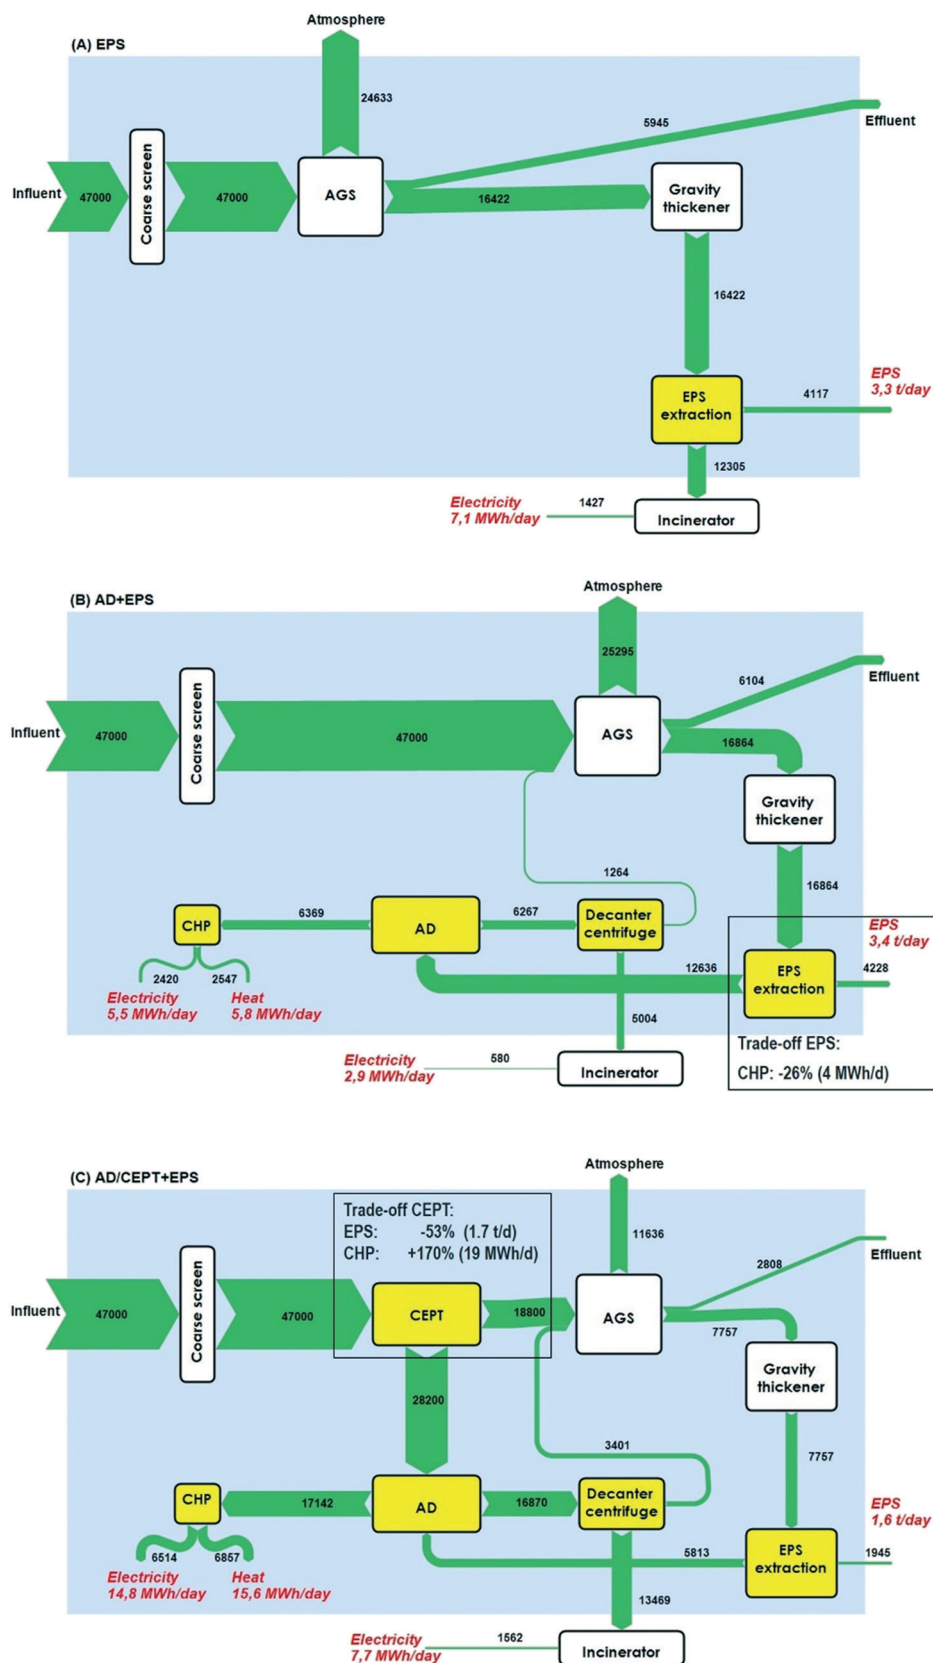 (A) EPS
Atmosphere
24633
5945
Effluent
Influent
47000
Coarse screen
47000
AGS
16422
Gravity
thickener
16422
EPS
3,3 t/day
EPS
extraction
4117
12305
Electricity
7,1 MWh/day
1427
Incinerator
(B) AD+EPS
Atmosphere
25295
6104
Effluent
Influent
47000
Coarse screen
47000
AGS
16864
Gravity
thickener
1264
16864
CHP
6369
AD
6267
Decanter
centrifuge
EPS
3,4 t/day
2420
2547
12636
EPS
extraction
4228
Electricity
5,5 MWh/day
Heat
5,8 MWh/day
5004
Trade-off EPS:
CHP: -26% (4 MWh/d)
2,9 MWh/day
Electricity
580
Incinerator
(C) AD/CEPT+EPS
Atmosphere
11636
Trade-off CEPT:
EPS: -53% (1.7 t/d)
CHP: +170% (19 MWh/d)
2808
Effluent
Influent
47000
Coarse screen
47000
CEPT
18800
AGS
7757
Gravity
thickener
28200
3401
7757
CHP
17142
AD
16870
Decanter
centrifuge
EPS
1,6 t/day
6514
6857
5813
EPS
extraction
1945
Electricity
14,8 MWh/day
Heat
15,6 MWh/day
13469
Electricity
7,7 MWh/day
1562
Incinerator